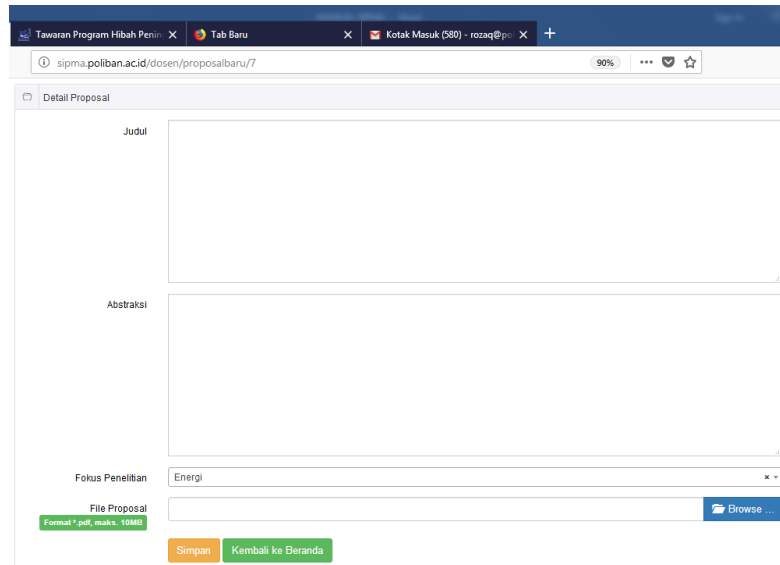 Tawaran Program Hibah Penin
Tab Baru
Kotak Masuk (580) - rozaq@pol
sipma.poliban.ac.id/dosen/proposalbaru/7
90%
Detail Proposal
Judul
Abstraksi
Fokus Penelitian
Energi
File Proposal
Format *.pdf, maks. 10MB
Browse ...
Simpan
Kembali ke Beranda